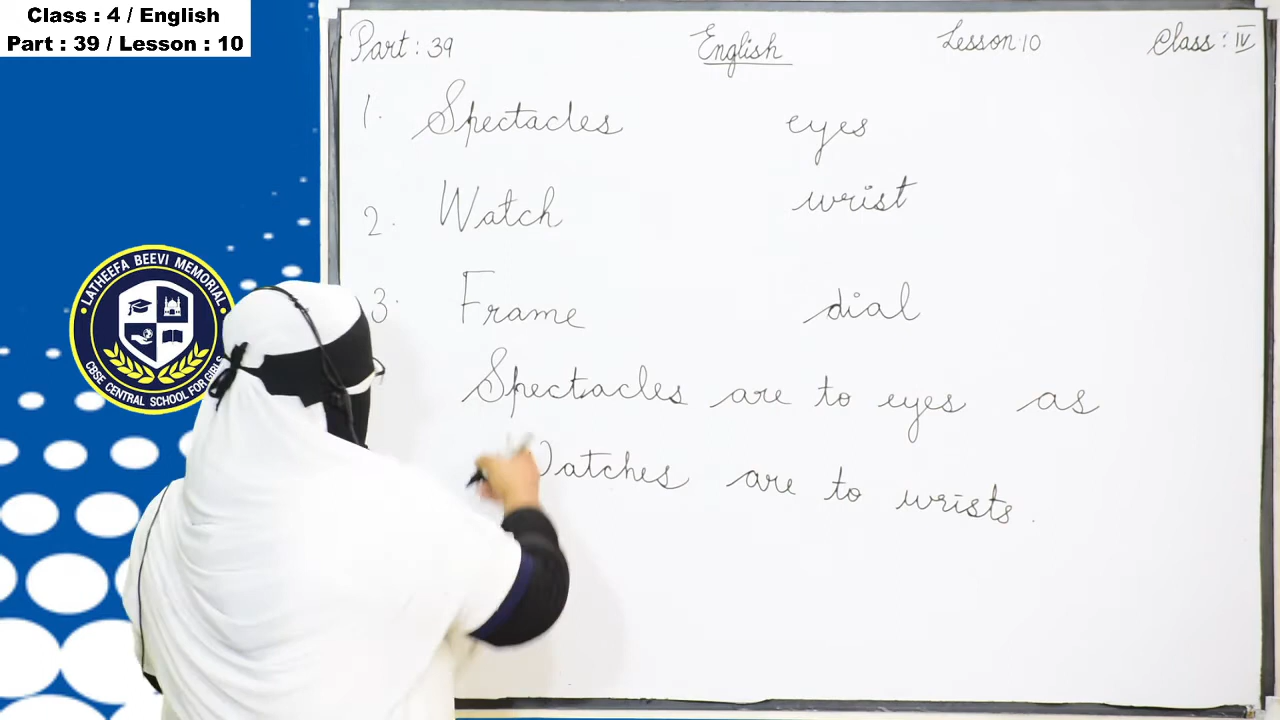 Class : 4 / English
Part : 39 / Lesson : 10
Part : 39 English Lesson 10 Class : IV
1. Spectacles eyes
2. Watch wrist
3. Frame dial
Spectacles are to eyes as
Watches are to wrists.
LATHEEFA BEEVI MEMORIAL
CBSE CENTRAL SCHOOL FOR GIRLS